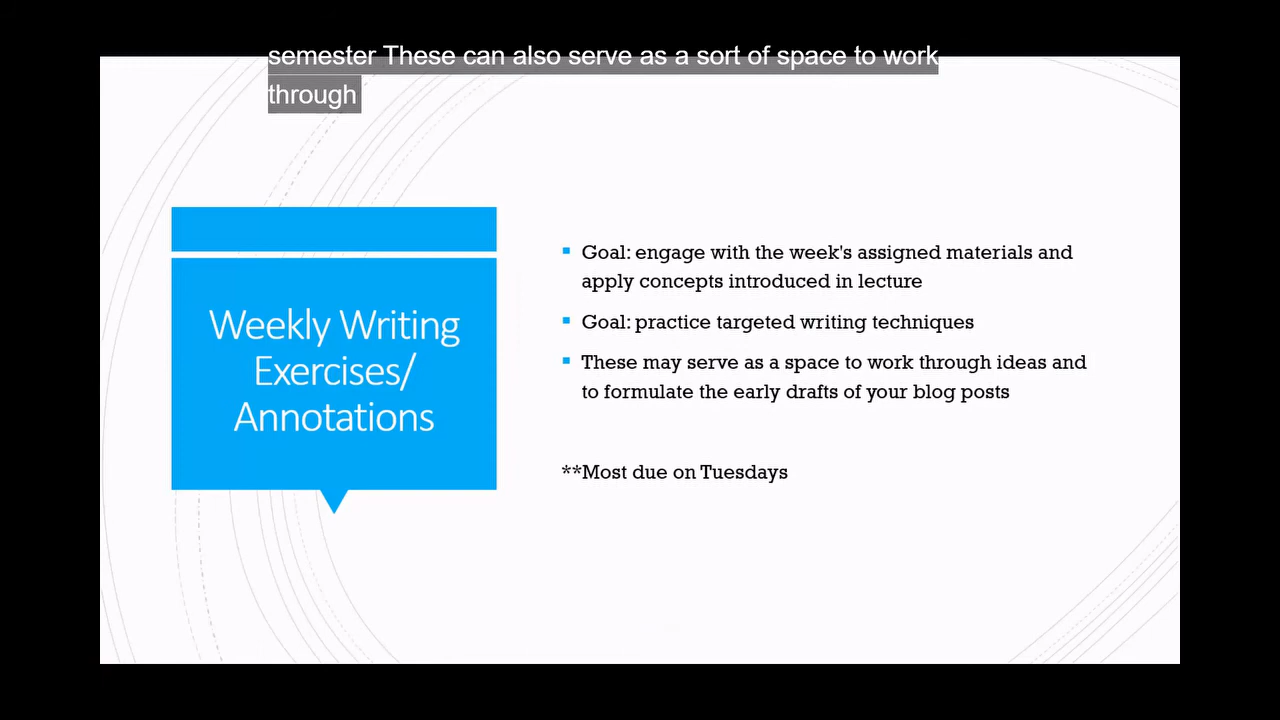 semester These can also serve as a sort of space to work
through
Weekly Writing
Exercises/
Annotations
Goal: engage with the week's assigned materials and
apply concepts introduced in lecture
Goal: practice targeted writing techniques
These may serve as a space to work through ideas and
to formulate the early drafts of your blog posts
**Most due on Tuesdays